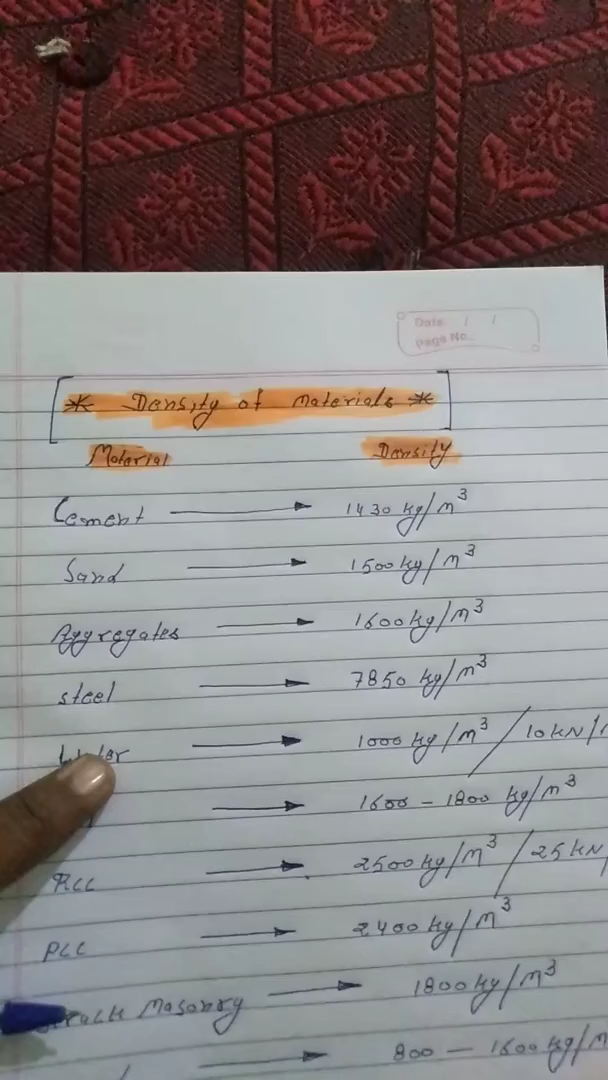 Date / /
Page No.
* Density of Materials *
Material Density
Cement → 1430 kg/m³
Sand → 1500 kg/m³
Aggregates → 1600 kg/m³
Steel → 7850 kg/m³
→ 1000 kg/m³ / 10 kN/
→ 1600 - 1800 kg/m³
RCC → 2500 kg/m³ / 25 kN
PCC → 2400 kg/m³
Masonry → 1800 kg/m³
→ 800 - 1600 kg/m